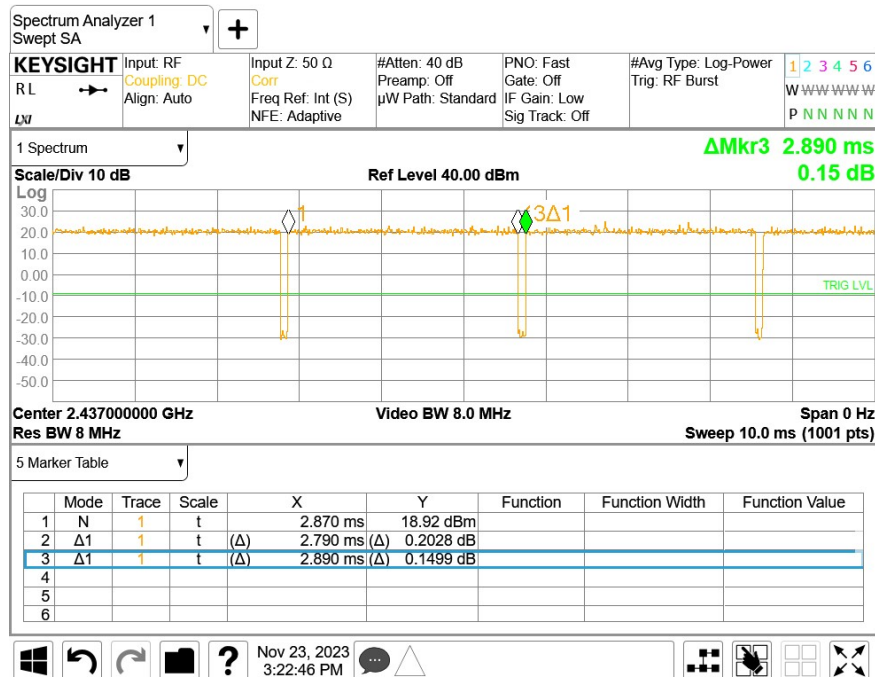 Spectrum Analyzer 1
Swept SA
+
KEYSIGHT Input: RF Input Z: 50 Ω #Atten: 40 dB PNO: Fast #Avg Type: Log-Power 1 2 3 4 5 6
RL Coupling: DC Corr Preamp: Off Gate: Off Trig: RF Burst W W W W W W
Align: Auto Freq Ref: Int (S) µW Path: Standard IF Gain: Low
LXI NFE: Adaptive Sig Track: Off P N N N N N
1 Spectrum
ΔMkr3 2.890 ms
0.15 dB
Scale/Div 10 dB Ref Level 40.00 dBm
Log
30.0
20.0
10.0
0.00
-10.0
-20.0
-30.0
-40.0
-50.0
1
3Δ1
TRIG LVL
Center 2.437000000 GHz Video BW 8.0 MHz Span 0 Hz
Res BW 8 MHz Sweep 10.0 ms (1001 pts)
5 Marker Table
Mode Trace Scale X Y Function Function Width Function Value
1 N 1 t 2.870 ms 18.92 dBm
2 Δ1 1 t (Δ) 2.790 ms (Δ) 0.2028 dB
3 Δ1 1 t (Δ) 2.890 ms (Δ) 0.1499 dB
4
5
6
?
Nov 23, 2023
3:22:46 PM